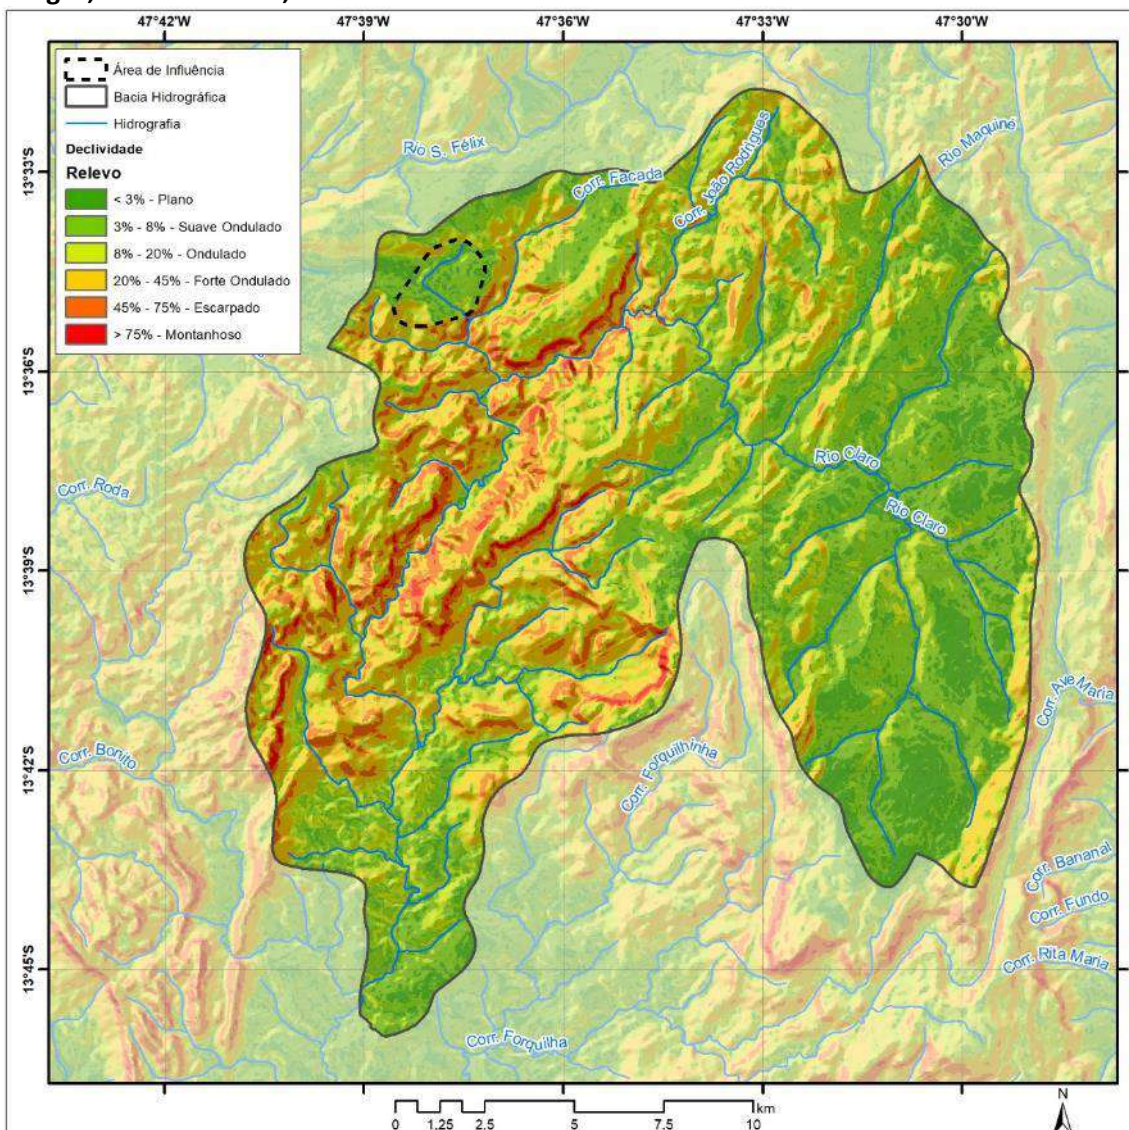 47°42'W 47°39'W 47°36'W 47°33'W 47°30'W
Área de Influência
Bacia Hidrográfica
Hidrografia
Declividade
Relevo
< 3% - Plano
3% - 8% - Suave Ondulado
8% - 20% - Ondulado
20% - 45% - Forte Ondulado
45% - 75% - Escarpado
> 75% - Montanhoso
Rio S. Félix
Corr. Facada
Corr. João Rodrigues
Rio Maquiné
13°33'S
13°36'S
Rio Claro
Corr. Roda
Rio Claro
13°39'S
Corr. Ave Maria
Corr. Bonito
13°42'S
Corr. Forquilhinha
Corr. Bananal
Corr. Fundo
Corr. Rita Maria
13°45'S
Corr. Forquilha
N
km
0 1.25 2.5 5 7.5 10